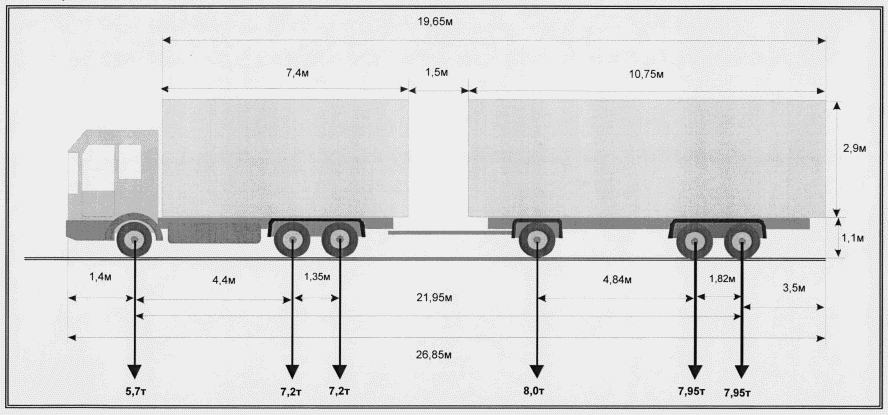 19,65м
7,4м
1,5м
10,75м
2,9м
1,1м
1,4м
4,4м
1,35м
21,95м
4,84м
1,82м
3,5м
26,85м
5,7т
7,2т
7,2т
8,0т
7,95т
7,95т